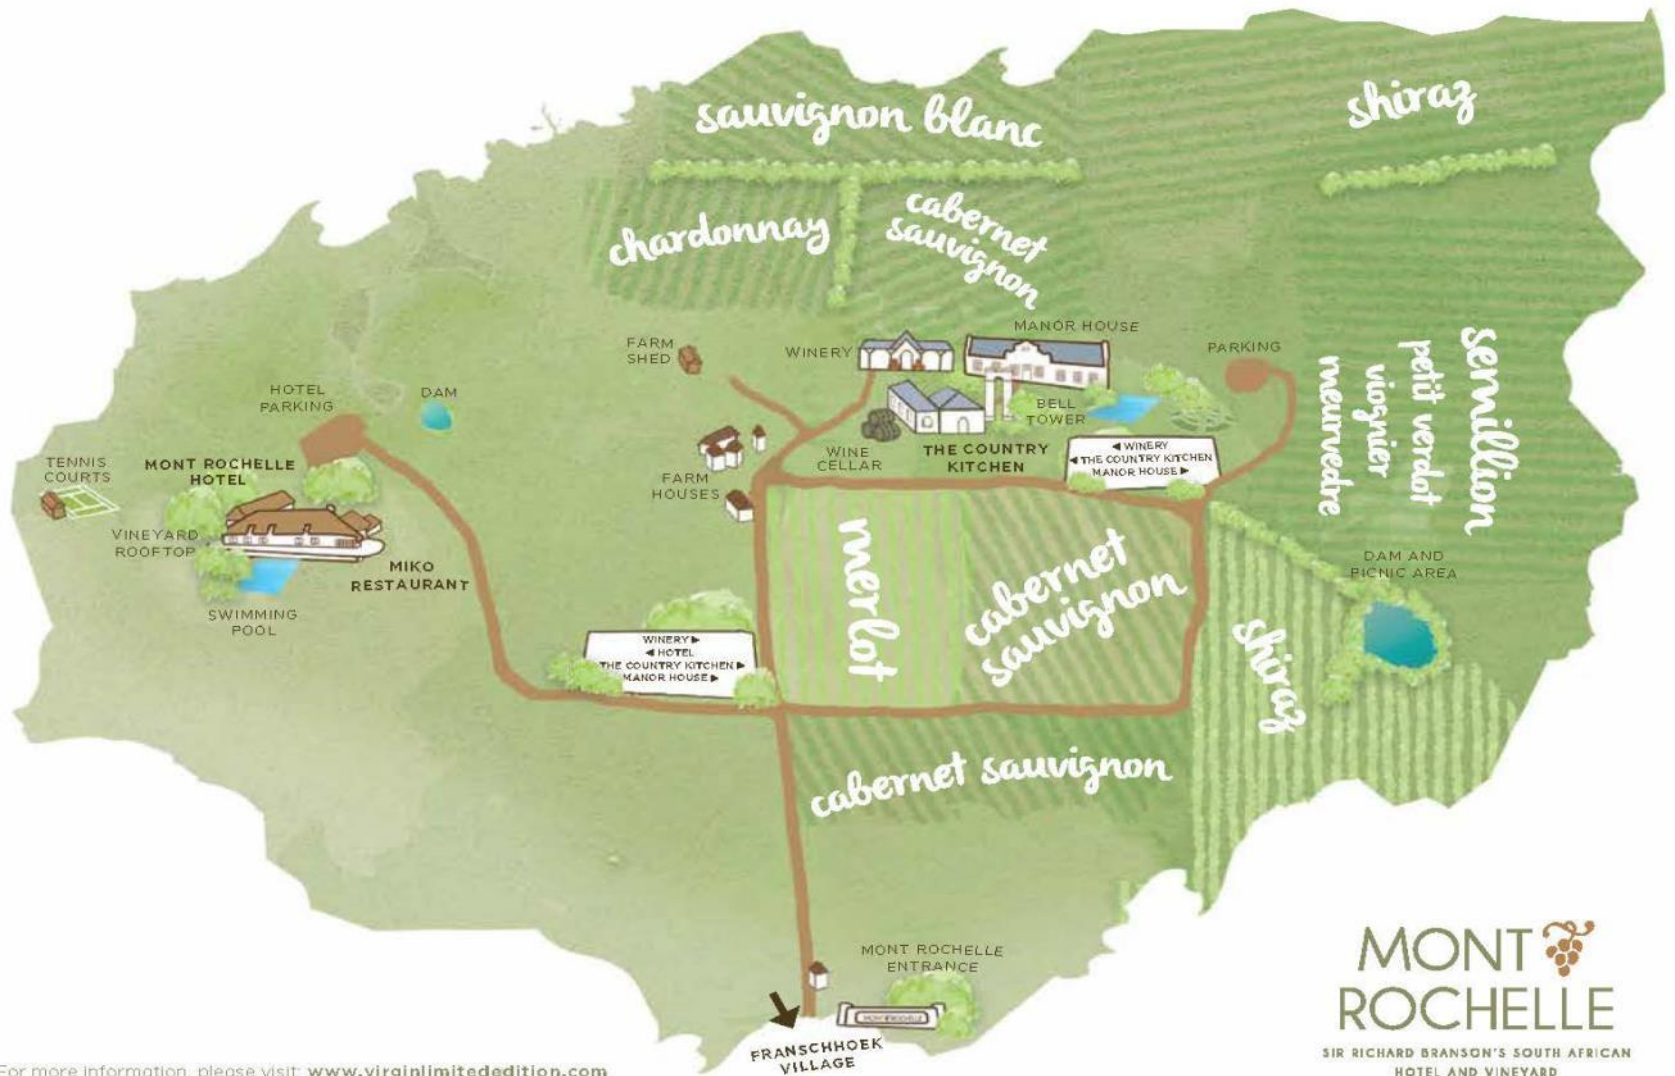 sauvignon blanc
shiraz
chardonnay
cabernet
sauvignon
FARM
SHED
WINERY
MANOR HOUSE
PARKING
HOTEL
PARKING
DAM
BELL
TOWER
semillion
petit verdot
viognier
meurvedre
TENNIS
COURTS
MONT ROCHELLE
HOTEL
FARM
HOUSES
WINE
CELLAR
THE COUNTRY
KITCHEN
◄ WINERY
◄ THE COUNTRY KITCHEN
MANOR HOUSE ►
VINEYARD
ROOFTOP
MIKO
RESTAURANT
SWIMMING
POOL
merlot
cabernet
sauvignon
DAM AND
PICNIC AREA
shiraz
WINERY ►
◄ HOTEL
THE COUNTRY KITCHEN ►
MANOR HOUSE ►
cabernet sauvignon
MONT ROCHELLE
ENTRANCE
MONT ROCHELLE
FRANSCHHOEK
VILLAGE
MONT
ROCHELLE
SIR RICHARD BRANSON'S SOUTH AFRICAN
HOTEL AND VINEYARD
For more information, please visit: www.virginlimitededition.com